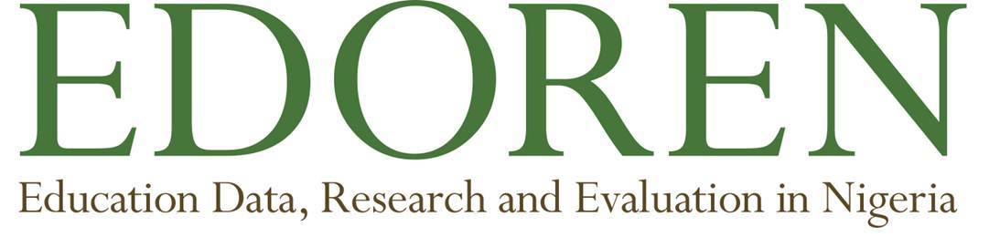 EDOREN
Education Data, Research and Evaluation in Nigeria